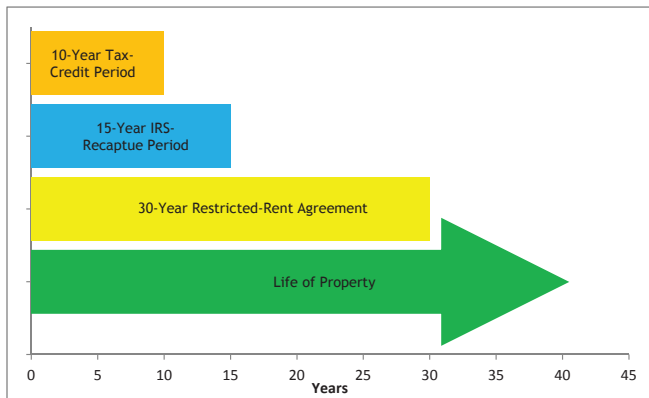 10-Year Tax-
Credit Period
15-Year IRS-
Recaptue Period
30-Year Restricted-Rent Agreement
Life of Property
0 5 10 15 20 25 30 35 40 45
Years